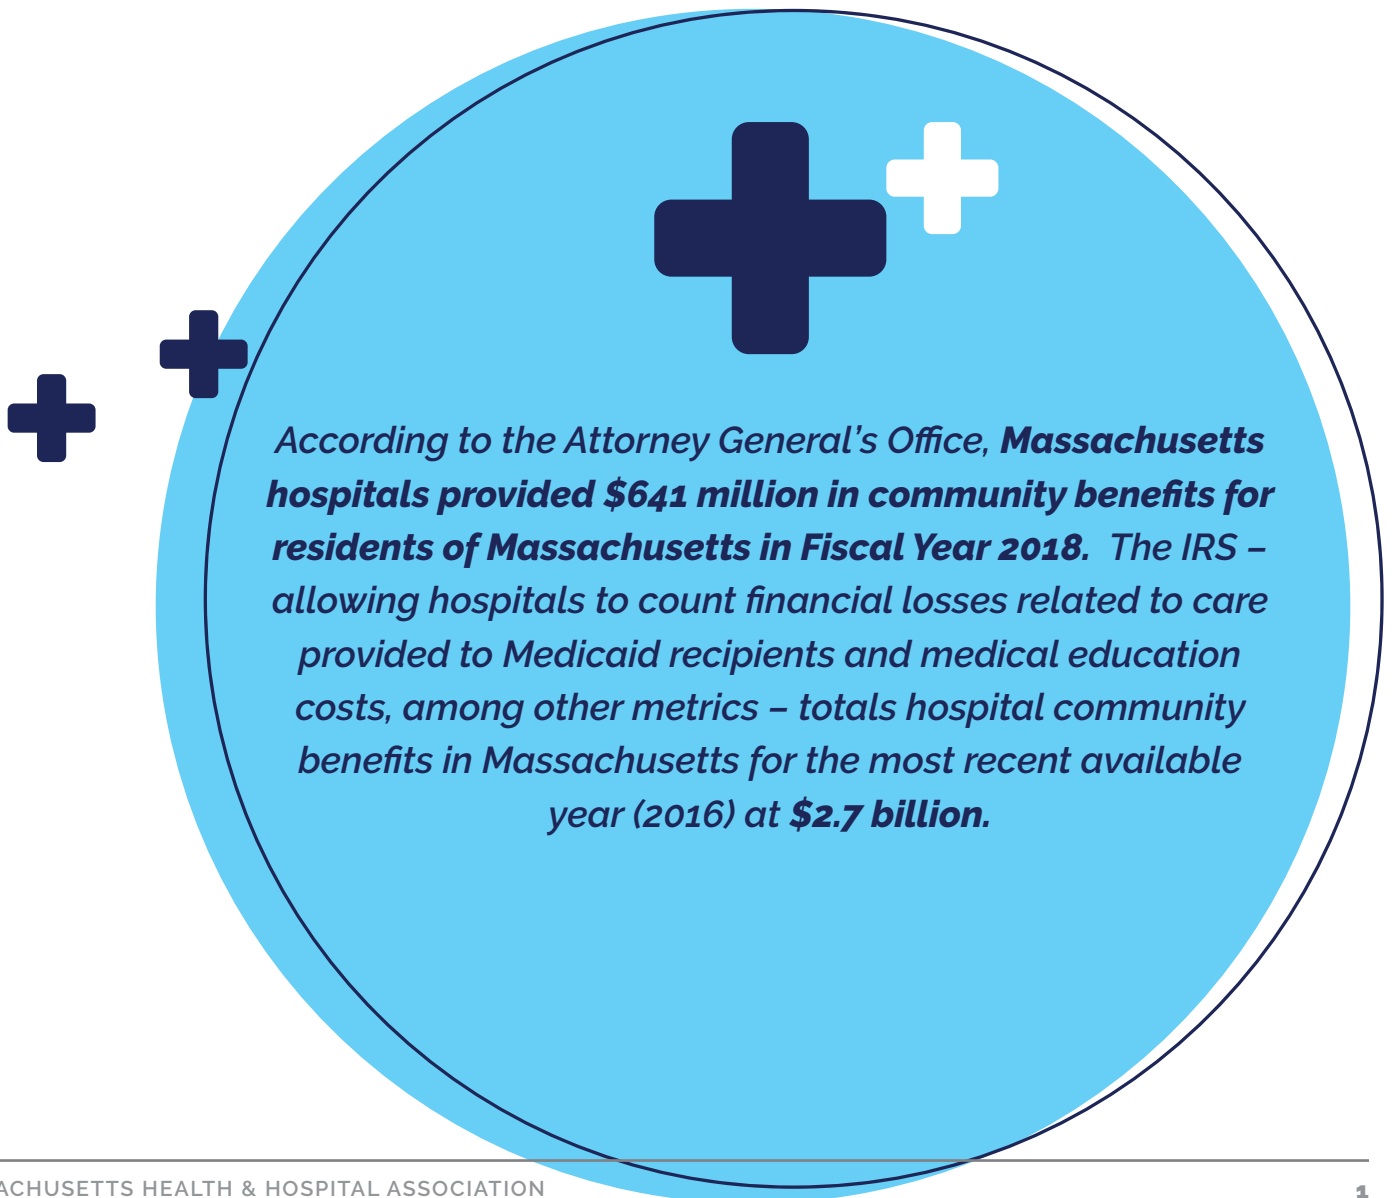 According to the Attorney General’s Office, Massachusetts
hospitals provided $641 million in community benefits for
residents of Massachusetts in Fiscal Year 2018.  The IRS –
allowing hospitals to count financial losses related to care
provided to Medicaid recipients and medical education
costs, among other metrics – totals hospital community
benefits in Massachusetts for the most recent available
year (2016) at $2.7 billion.
ACHUSETTS HEALTH & HOSPITAL ASSOCIATION
1